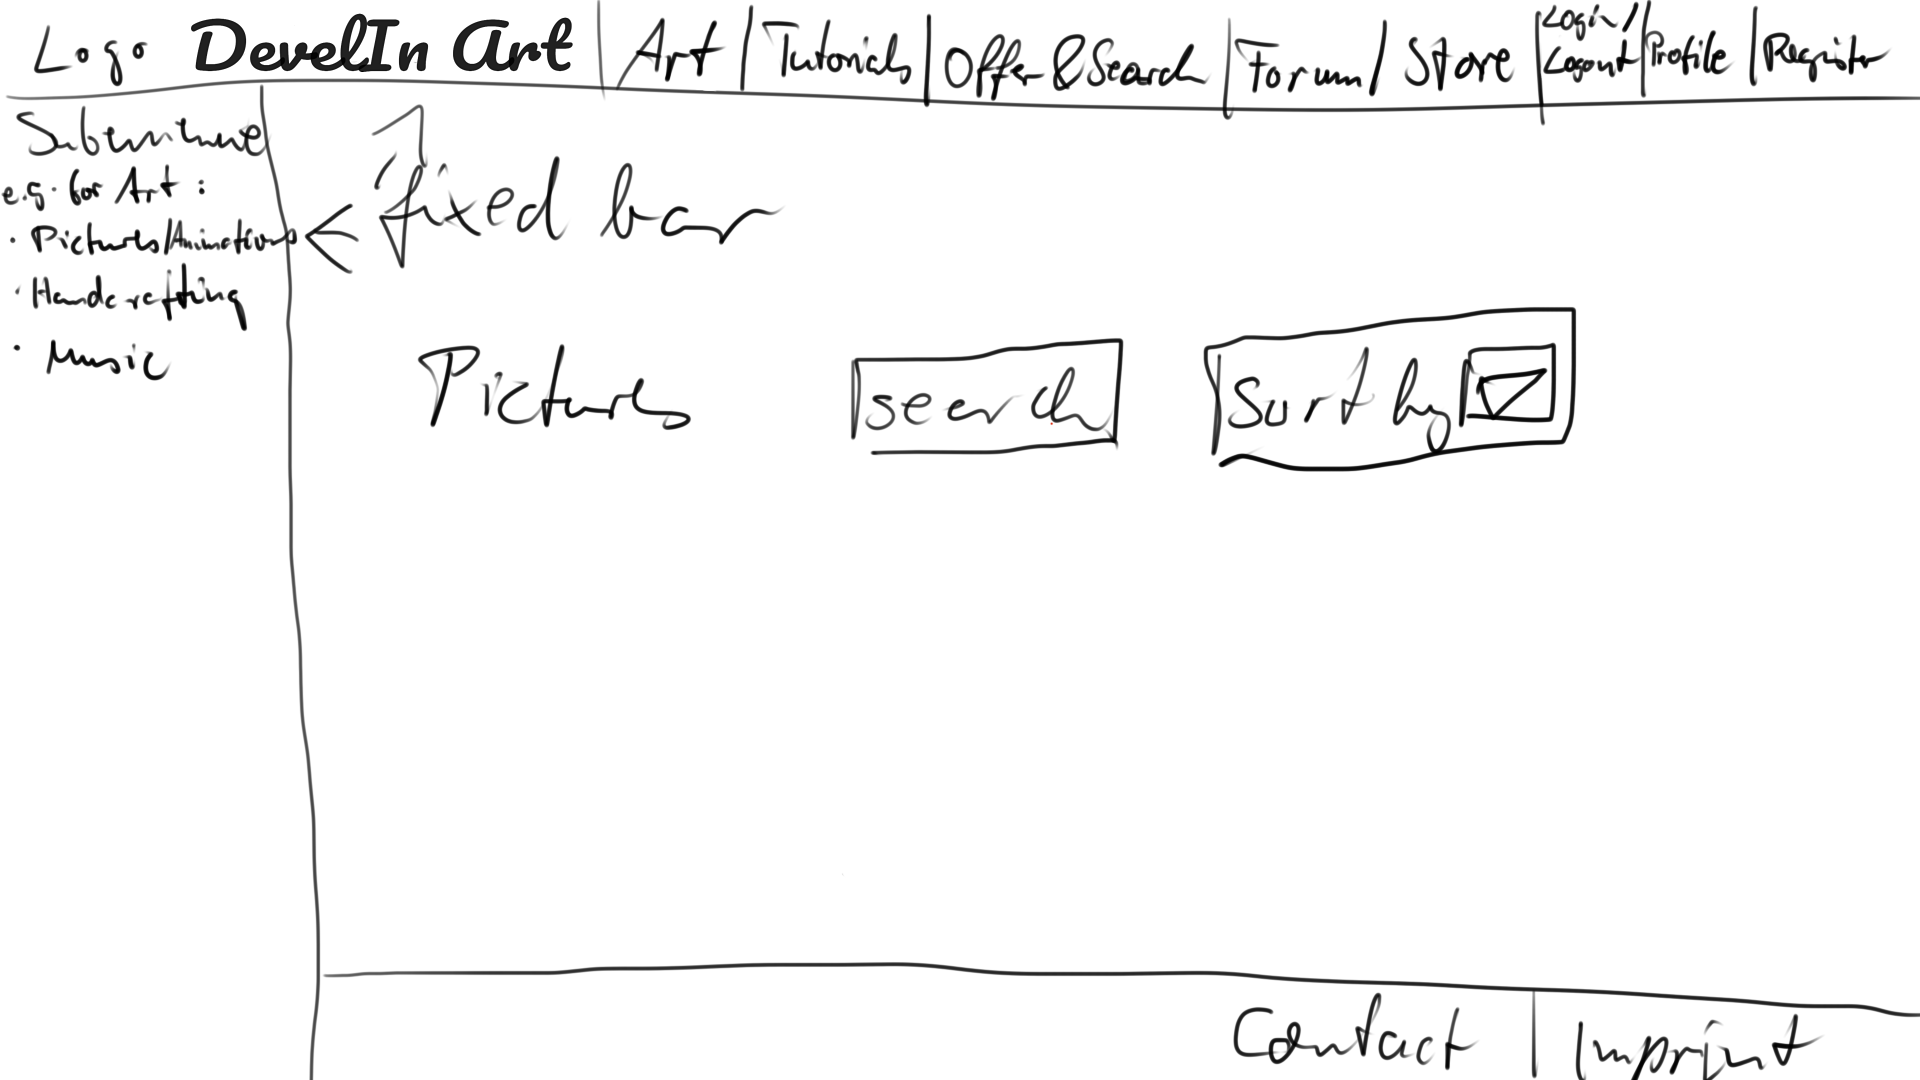 Logo DevelIn Art | Art | Tutorials | Offer & Search | Forum | Store | Login/ Logout | Profile | Register
Submenue
e.g. for Art:
· Pictures/Animations
· Handcrafting
· Music
fixed bar
Pictures search Sort by
Contact | Imprint